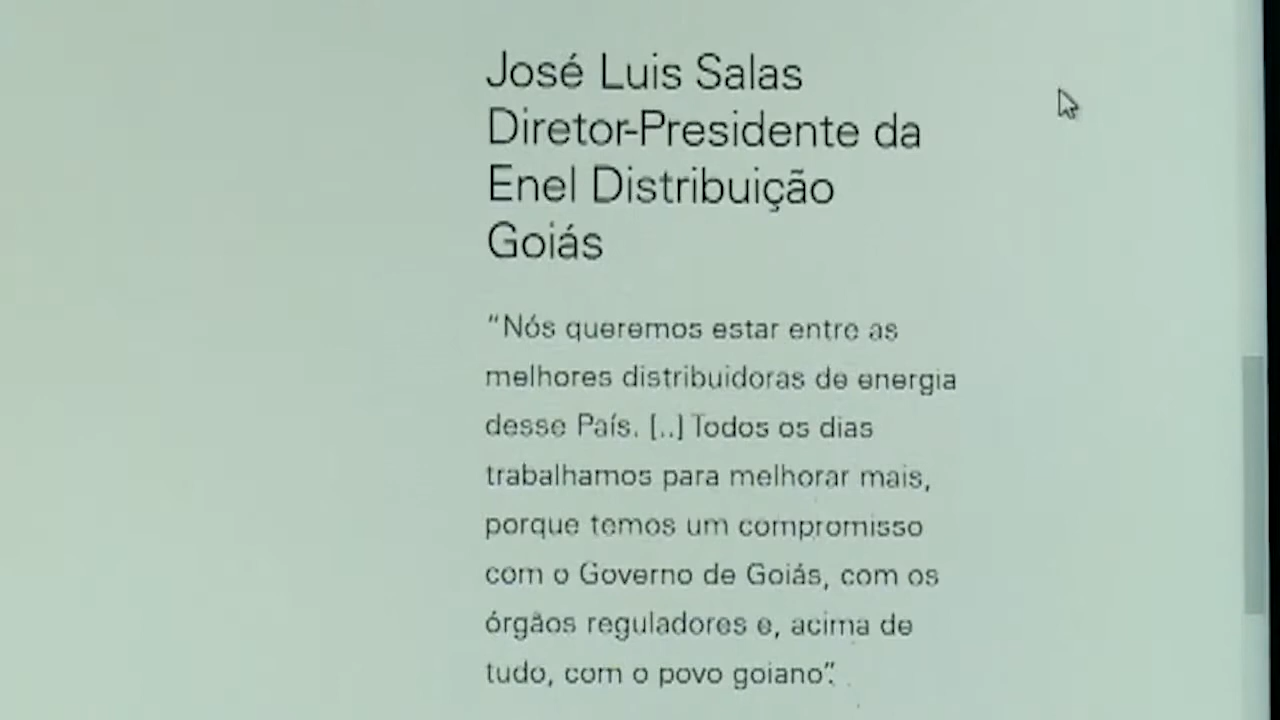 José Luis Salas
Diretor-Presidente da
Enel Distribuição
Goiás
“Nós queremos estar entre as
melhores distribuidoras de energia
desse País. [..] Todos os dias
trabalhamos para melhorar mais,
porque temos um compromisso
com o Governo de Goiás, com os
órgãos reguladores e, acima de
tudo, com o povo goiano”.